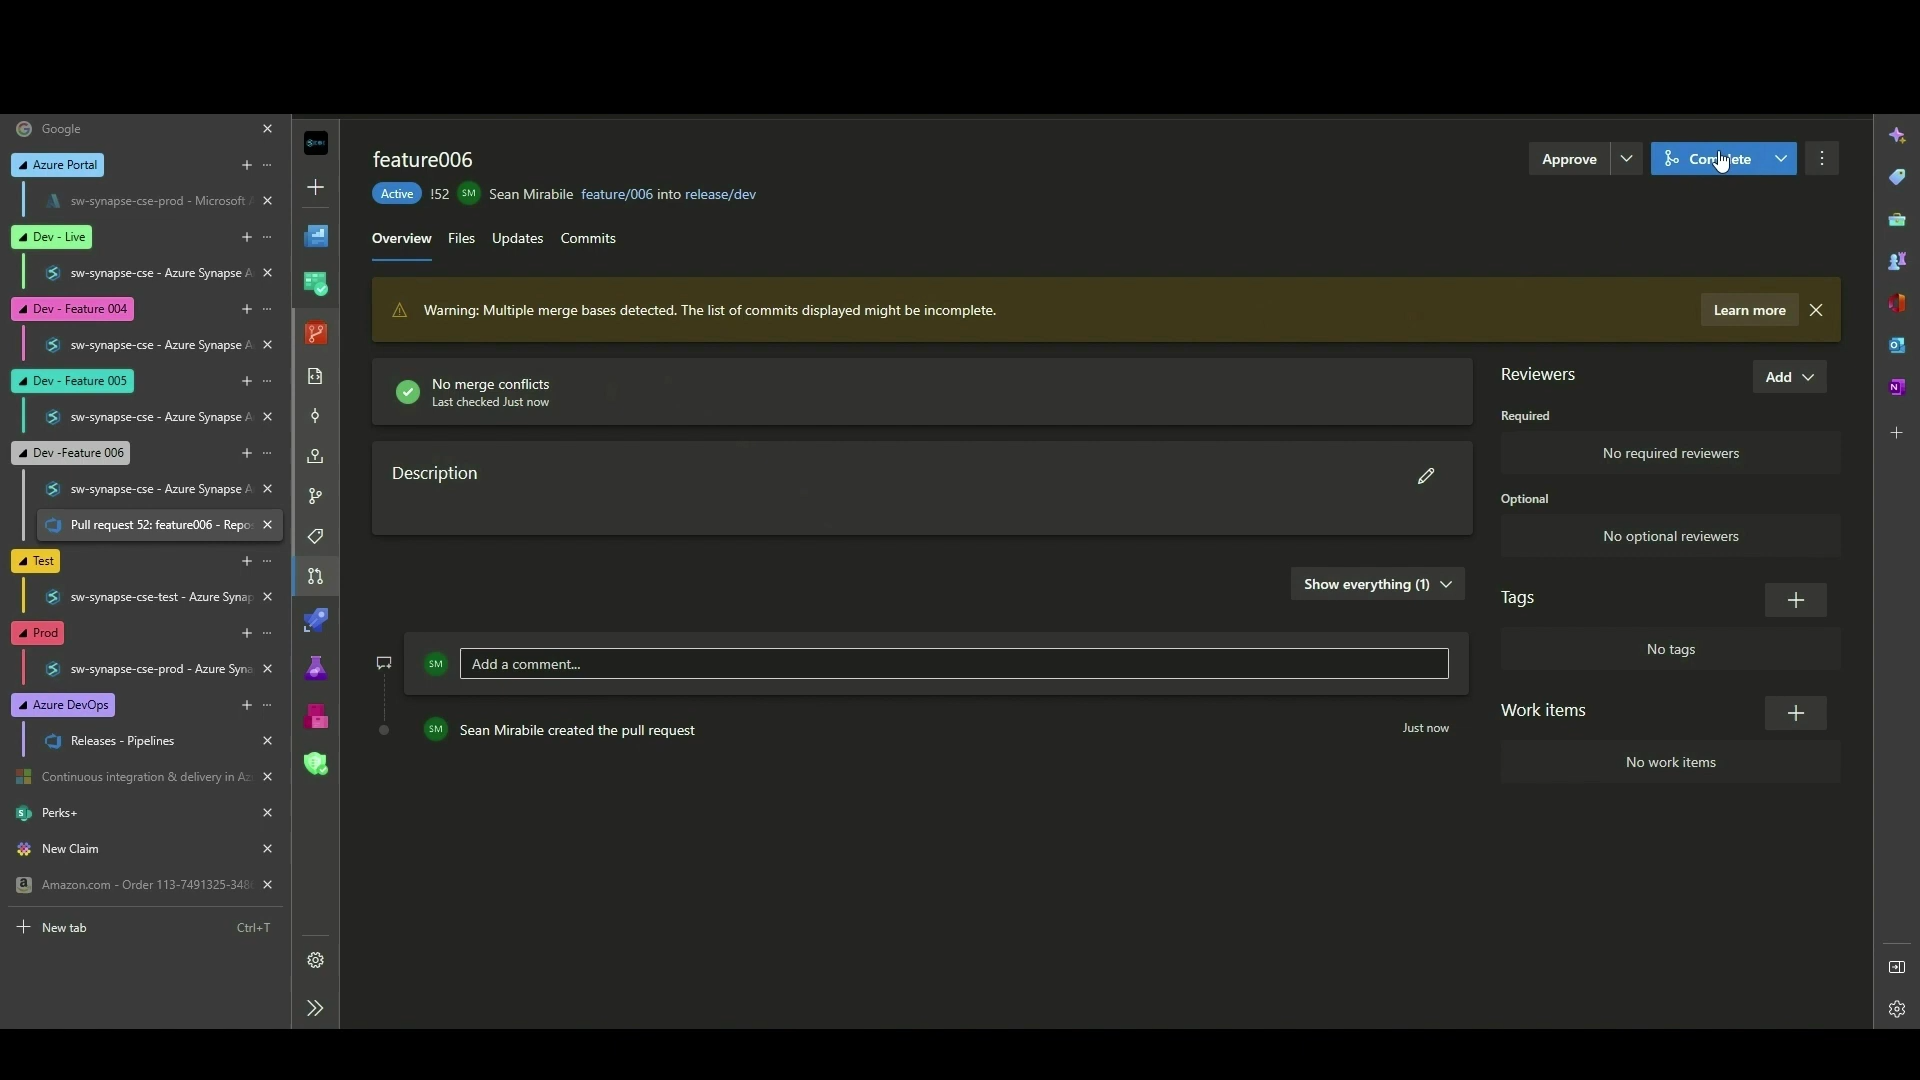 Google
Azure Portal
sw-synapse-cse-prod - Microsoft
Dev - Live
sw-synapse-cse - Azure Synapse A
Dev - Feature 004
sw-synapse-cse - Azure Synapse A
Dev - Feature 005
sw-synapse-cse - Azure Synapse A
Dev -Feature 006
sw-synapse-cse - Azure Synapse A
Pull request 52: feature006 - Repo
Test
sw-synapse-cse-test - Azure Synap
Prod
sw-synapse-cse-prod - Azure Syna
Azure DevOps
Releases - Pipelines
Continuous integration & delivery in Az
Perks+
New Claim
Amazon.com - Order 113-7491325-348
New tab Ctrl+T
feature006
Approve
Complete
Active !52 SM Sean Mirabile feature/006 into release/dev
Overview Files Updates Commits
Warning: Multiple merge bases detected. The list of commits displayed might be incomplete.
Learn more
No merge conflicts
Last checked Just now
Description
Show everything (1)
SM Add a comment...
SM Sean Mirabile created the pull request Just now
Reviewers
Add
Required
No required reviewers
Optional
No optional reviewers
Tags
No tags
Work items
No work items